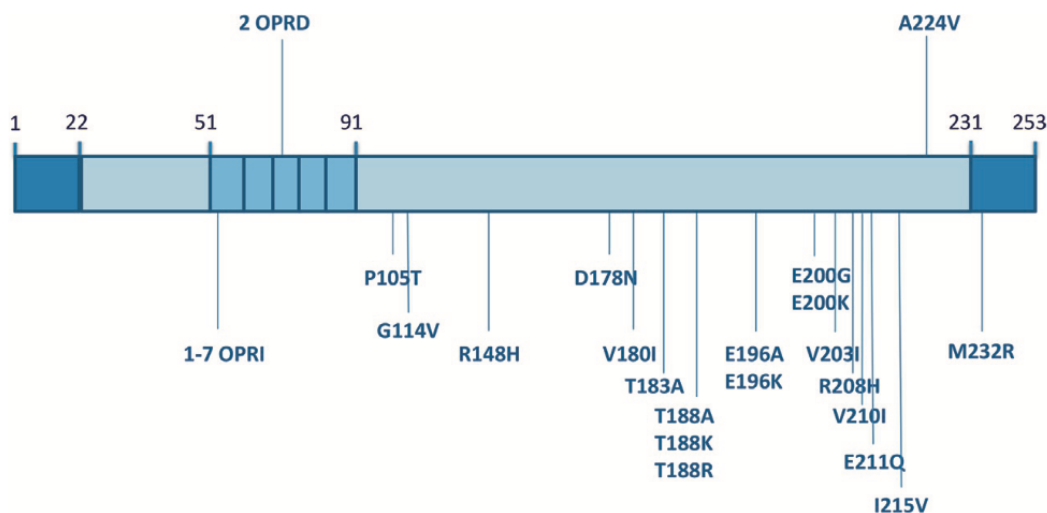 2 OPRD
A224V
1
22
51
91
231
253
P105T
D178N
E200G
E200K
G114V
1-7 OPRI
R148H
V180I
E196A
E196K
V203I
M232R
T183A
R208H
T188A
T188K
T188R
V210I
E211Q
I215V